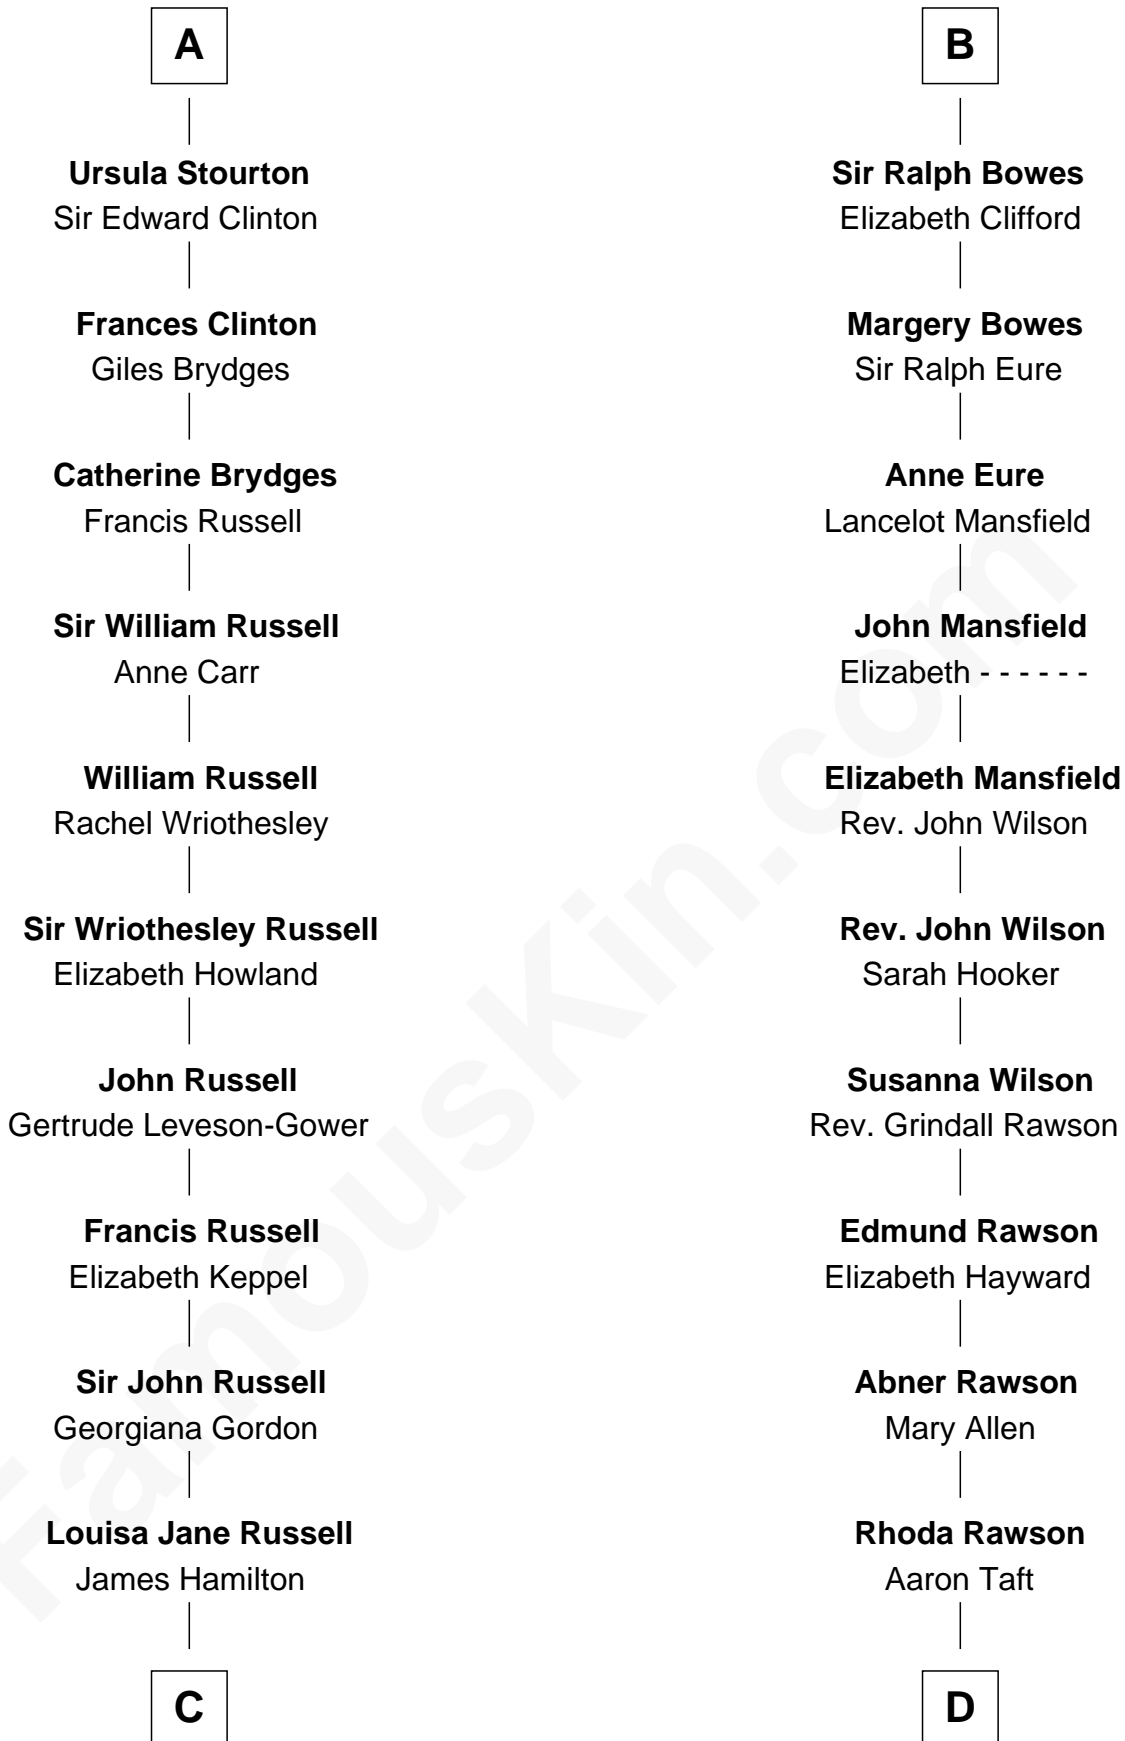 A
Ursula Stourton
Sir Edward Clinton
Frances Clinton
Giles Brydges
Catherine Brydges
Francis Russell
Sir William Russell
Anne Carr
William Russell
Rachel Wriothesley
Sir Wriothesley Russell
Elizabeth Howland
John Russell
Gertrude Leveson-Gower
Francis Russell
Elizabeth Keppel
Sir John Russell
Georgiana Gordon
Louisa Jane Russell
James Hamilton
C
B
Sir Ralph Bowes
Elizabeth Clifford
Margery Bowes
Sir Ralph Eure
Anne Eure
Lancelot Mansfield
John Mansfield
Elizabeth - - - - - -
Elizabeth Mansfield
Rev. John Wilson
Rev. John Wilson
Sarah Hooker
Susanna Wilson
Rev. Grindall Rawson
Edmund Rawson
Elizabeth Hayward
Abner Rawson
Mary Allen
Rhoda Rawson
Aaron Taft
D
FamousKin.com